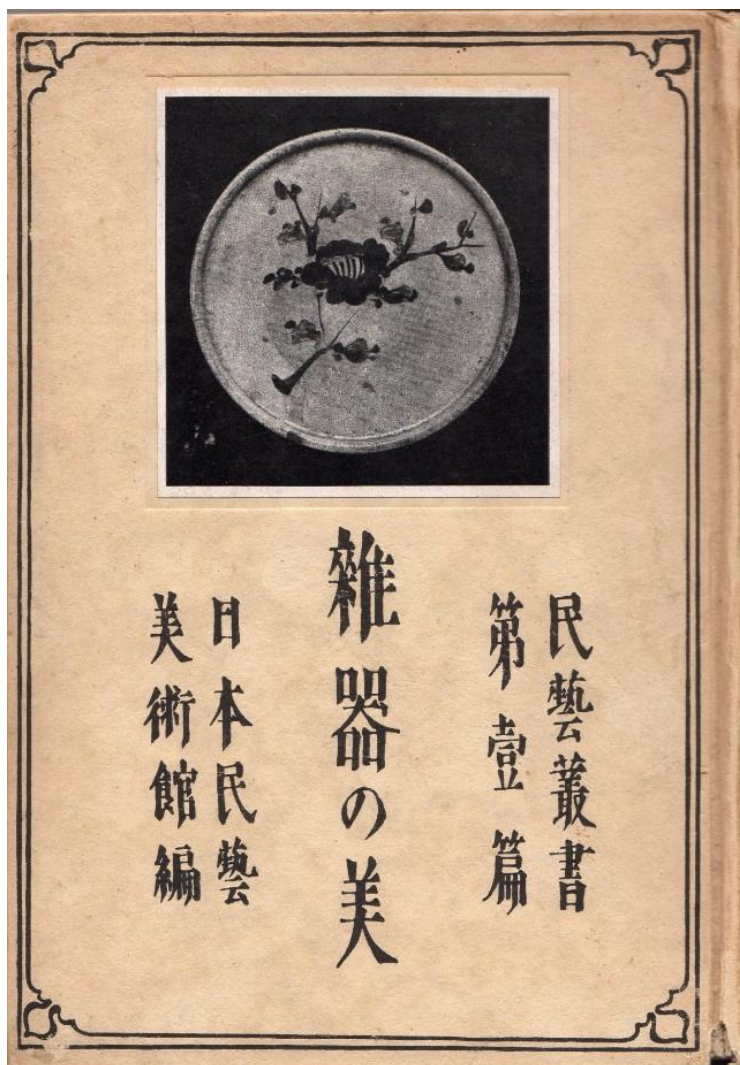 民藝叢書
第壹篇
雜器の美
日本民藝
美術館編